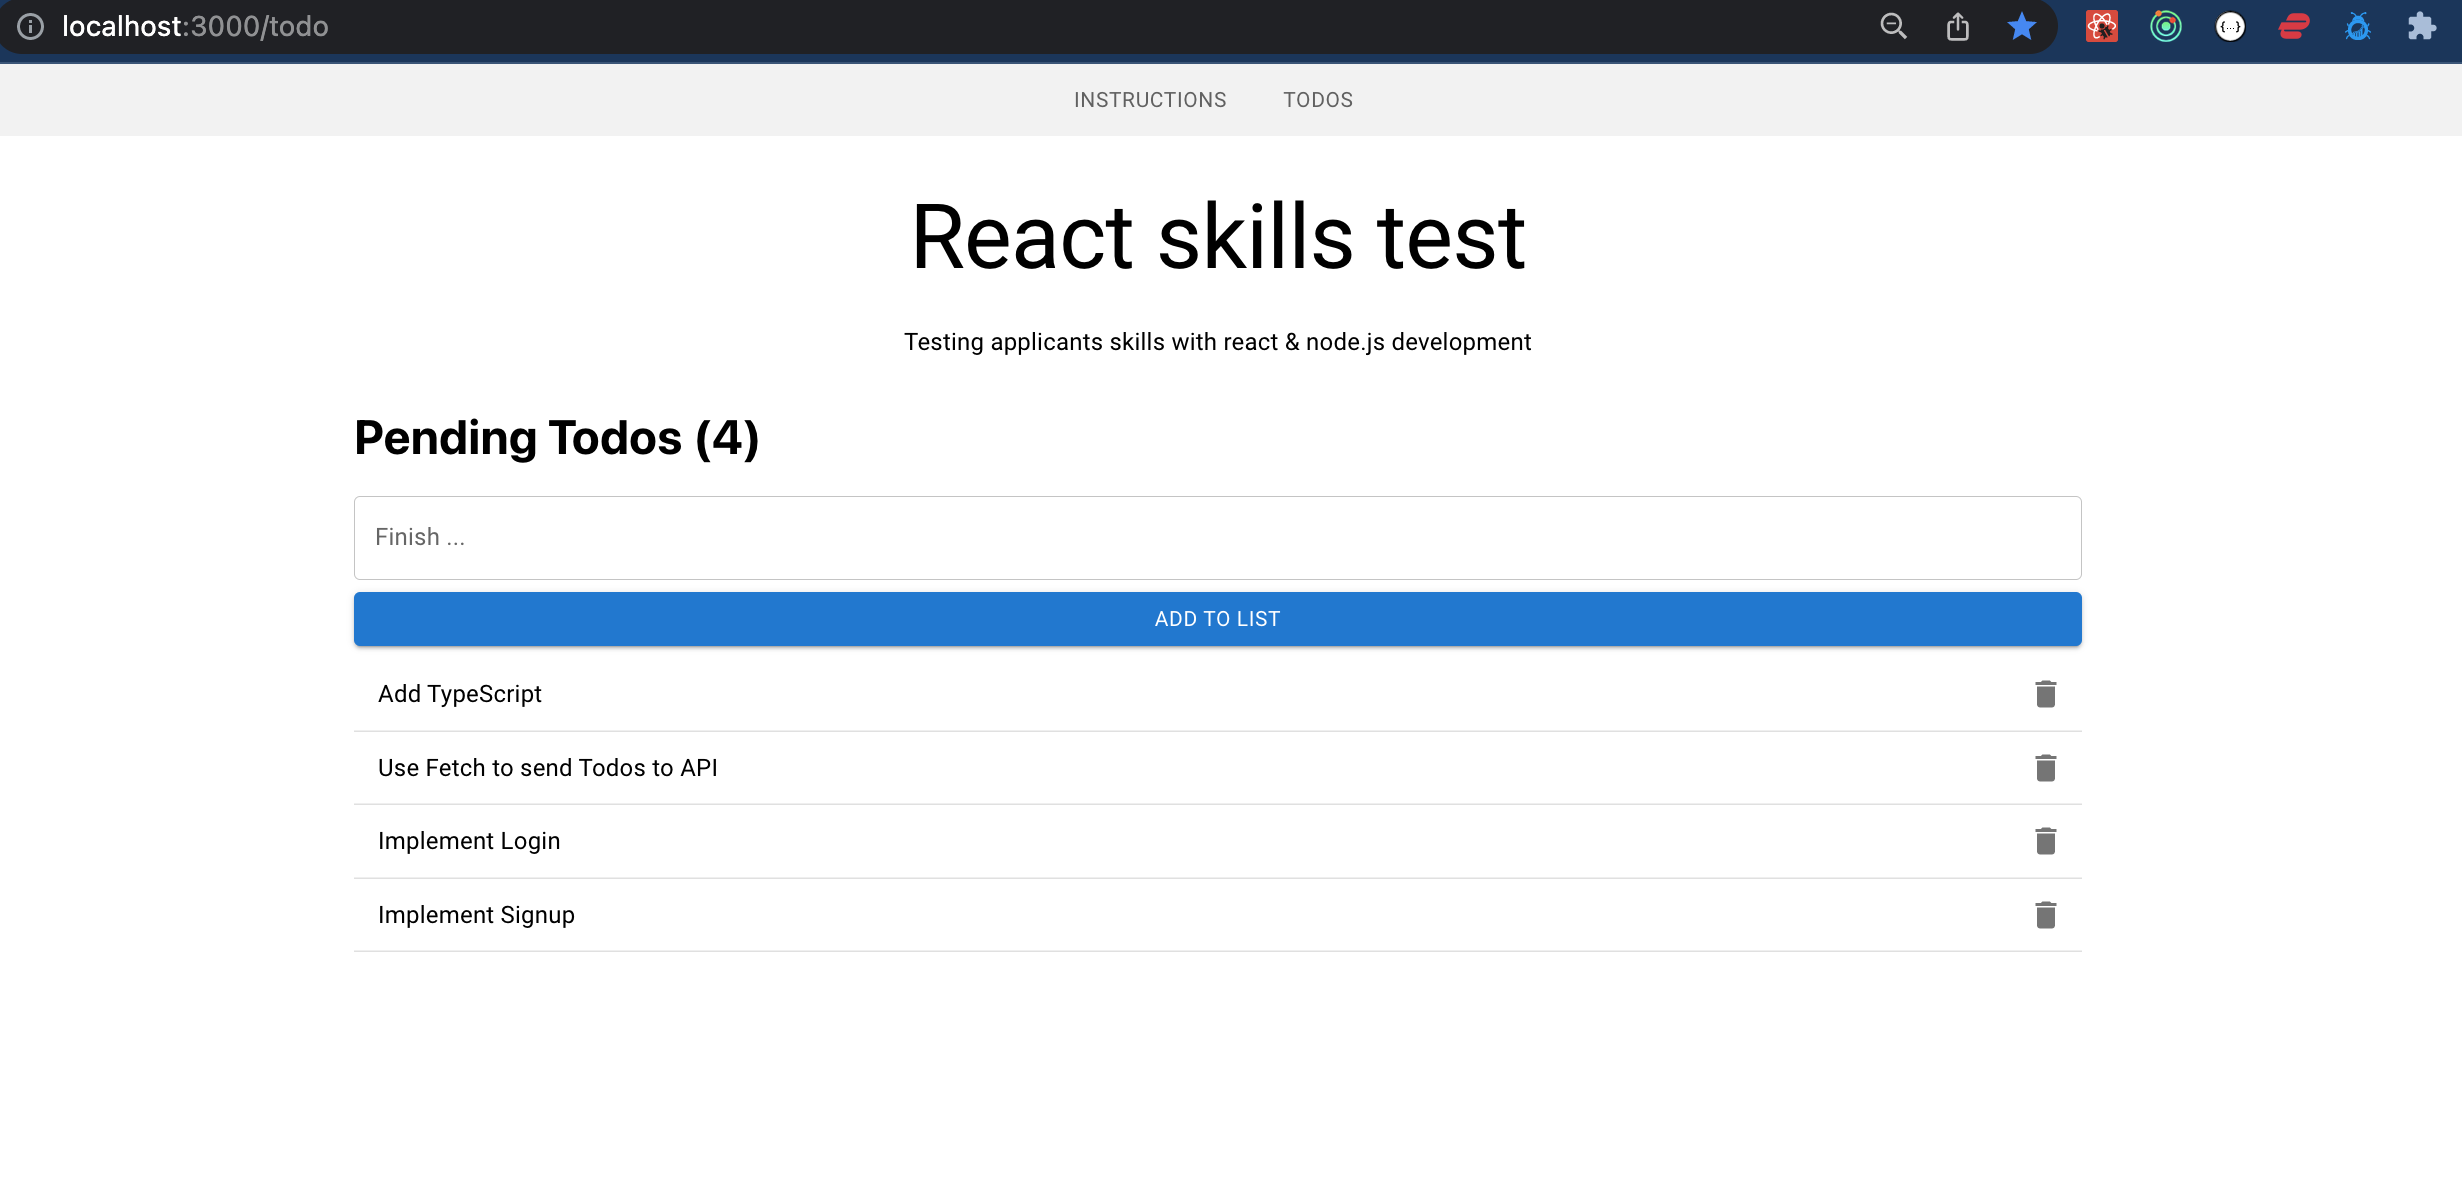 localhost:3000/todo
INSTRUCTIONS TODOS
React skills test
Testing applicants skills with react & node.js development
Pending Todos (4)
Finish ...
ADD TO LIST
Add TypeScript
Use Fetch to send Todos to API
Implement Login
Implement Signup